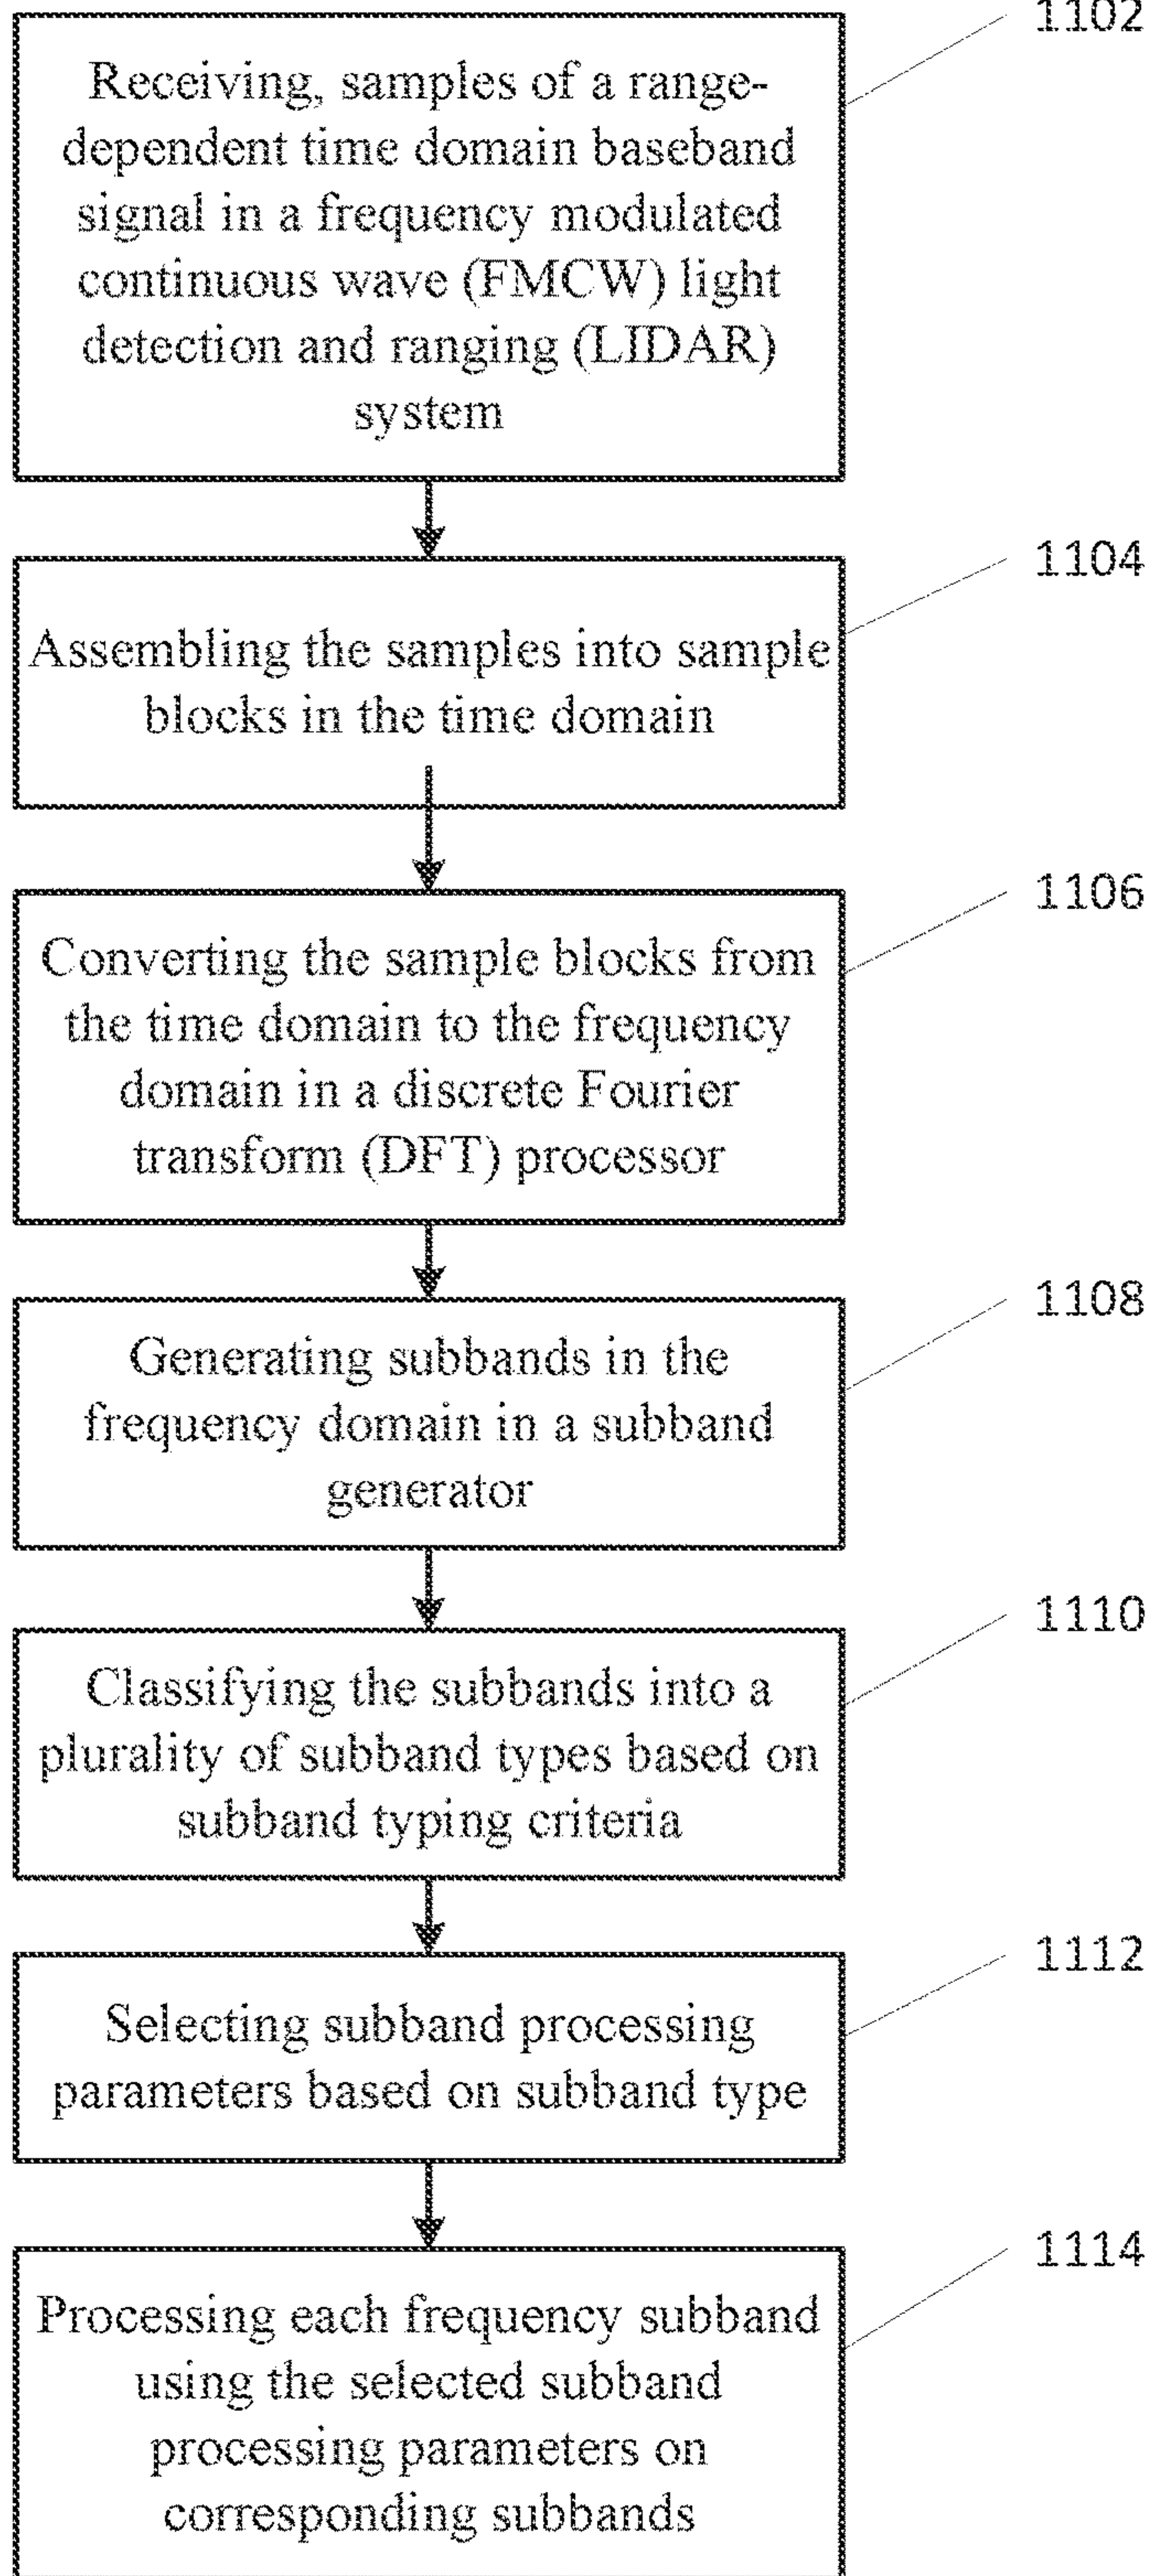 1102
Receiving, samples of a range-
dependent time domain baseband
signal in a frequency modulated
continuous wave (FMCW) light
detection and ranging (LIDAR)
system
1104
Assembling the samples into sample
blocks in the time domain
1106
Converting the sample blocks from
the time domain to the frequency
domain in a discrete Fourier
transform (DFT) processor
1108
Generating subbands in the
frequency domain in a subband
generator
1110
Classifying the subbands into a
plurality of subband types based on
subband typing criteria
1112
Selecting subband processing
parameters based on subband type
1114
Processing each frequency subband
using the selected subband
processing parameters on
corresponding subbands